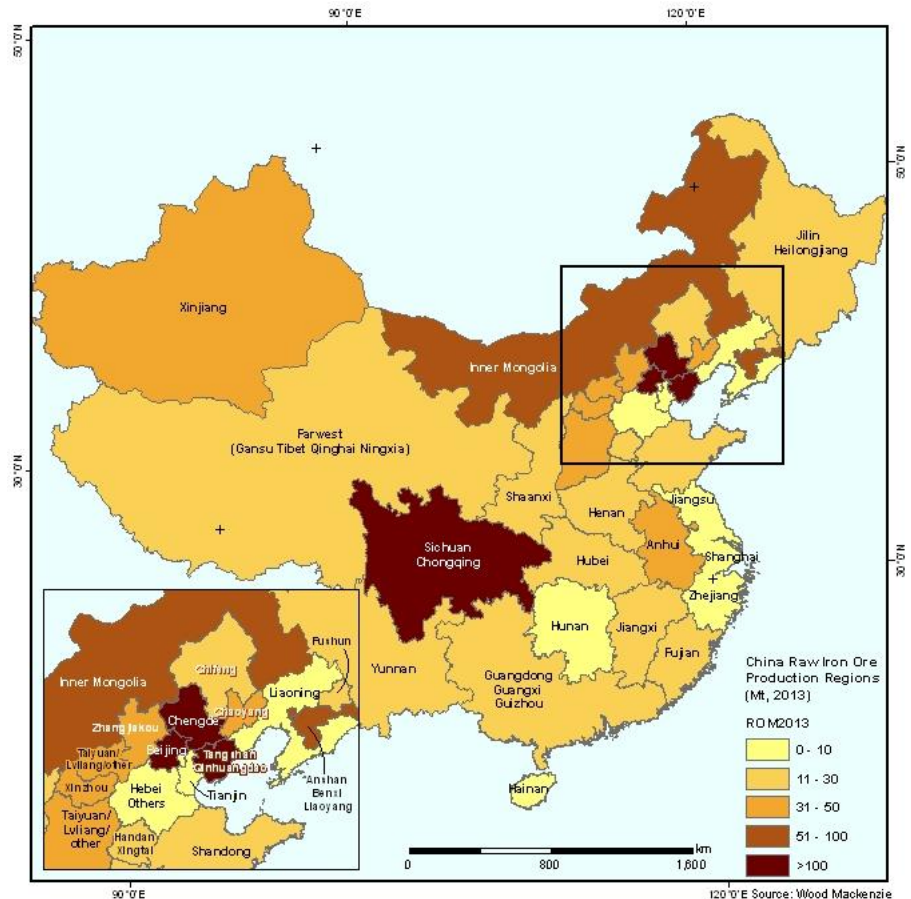 90°0'E
120°0'E
50°0'N
50°0'N
Jilin
Heilongjiang
Xinjiang
Inner Mongolia
Farwest
(Gansu Tibet Qinghai Ningxia)
30°0'N
Shaanxi
Jiangsu
Henan
Anhui
Sichuan
Chongqing
Hubei
Shanghai
30°0'N
Zhejiang
Hunan
Jiangxi
Fushun
Yunnan
Fujian
Chifeng
Guangdong
Guangxi
Guizhou
Inner Mongolia
Liaoning
Chaoyang
Chengde
Zhangjiakou
Beijing
Tangshan
Qinhuangdao
Taiyuan/
Lvliang/other
Xinzhou
Hebei
Others
Tianjin
Anshan
Benxi
Liaoyang
Hainan
Taiyuan/
Lvliang/
other
Handan
Xingtai
Shandong
China Raw Iron Ore
Production Regions
(Mt, 2013)
ROM2013
0 - 10
11 - 30
31 - 50
51 - 100
>100
km
0 800 1,600
90°0'E
120°0'E
Source: Wood Mackenzie